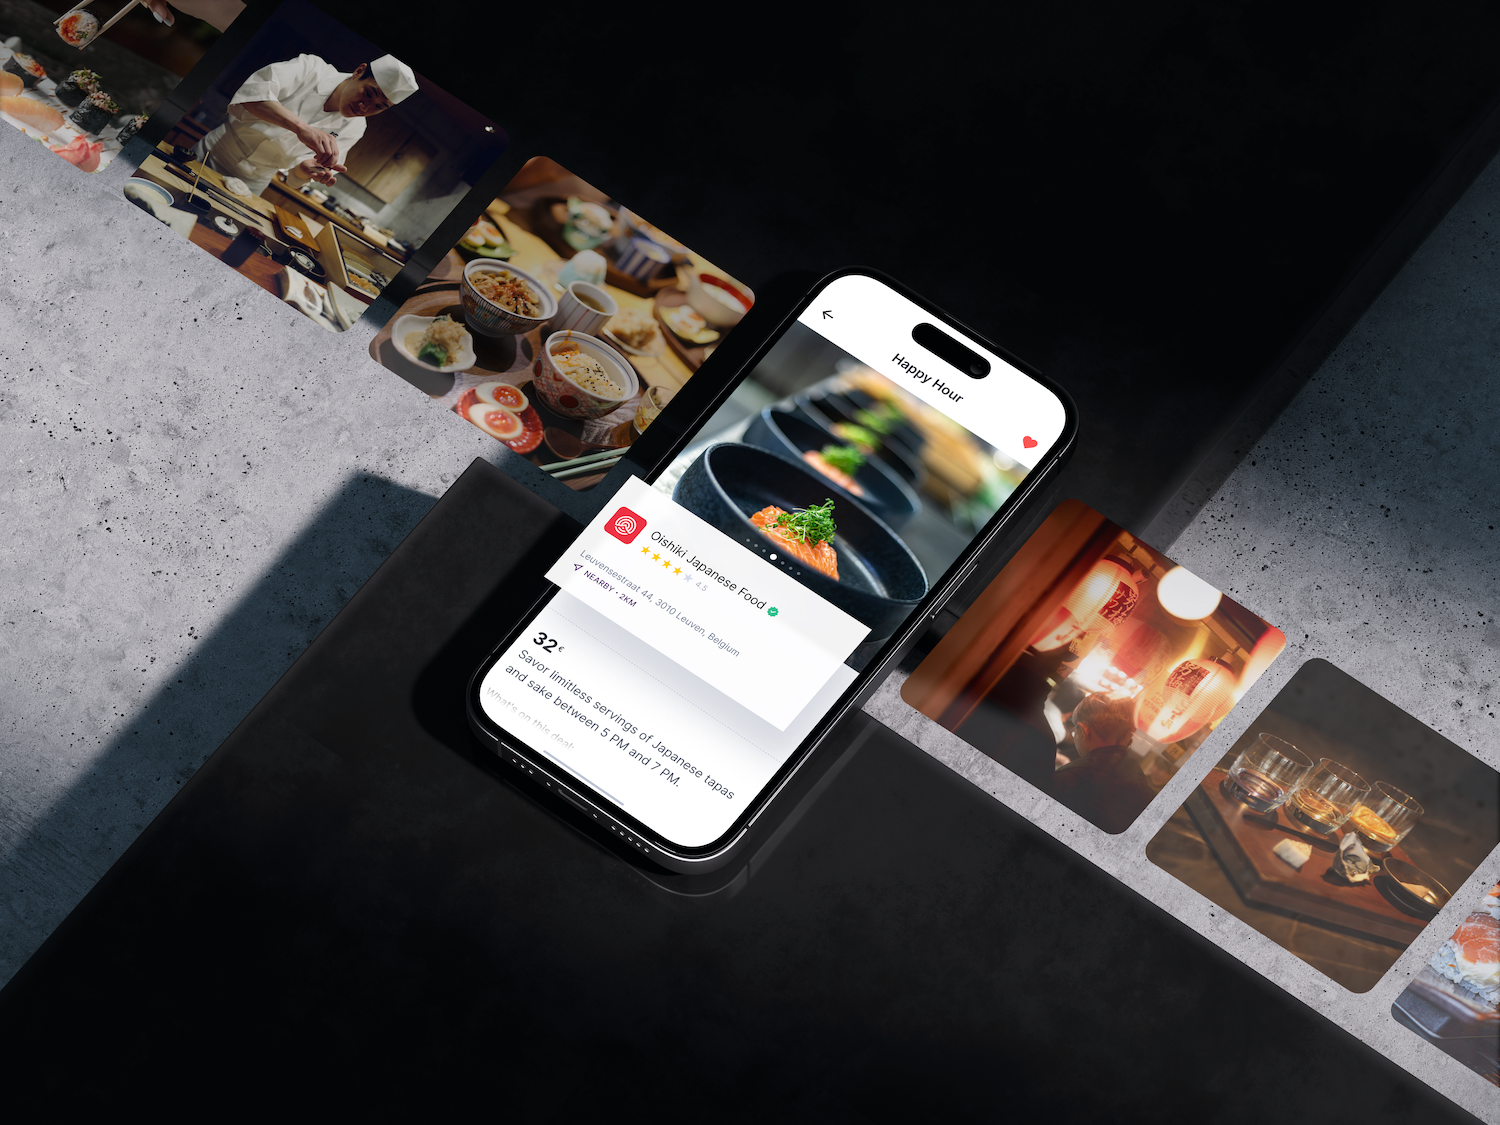 Happy Hour
Oishiki Japanese Food
4.5
Leuvensestraat 44, 3010 Leuven, Belgium
NEARBY • 2KM
32€
Savor limitless servings of Japanese tapas
and sake between 5 PM and 7 PM.
What's on this deal: